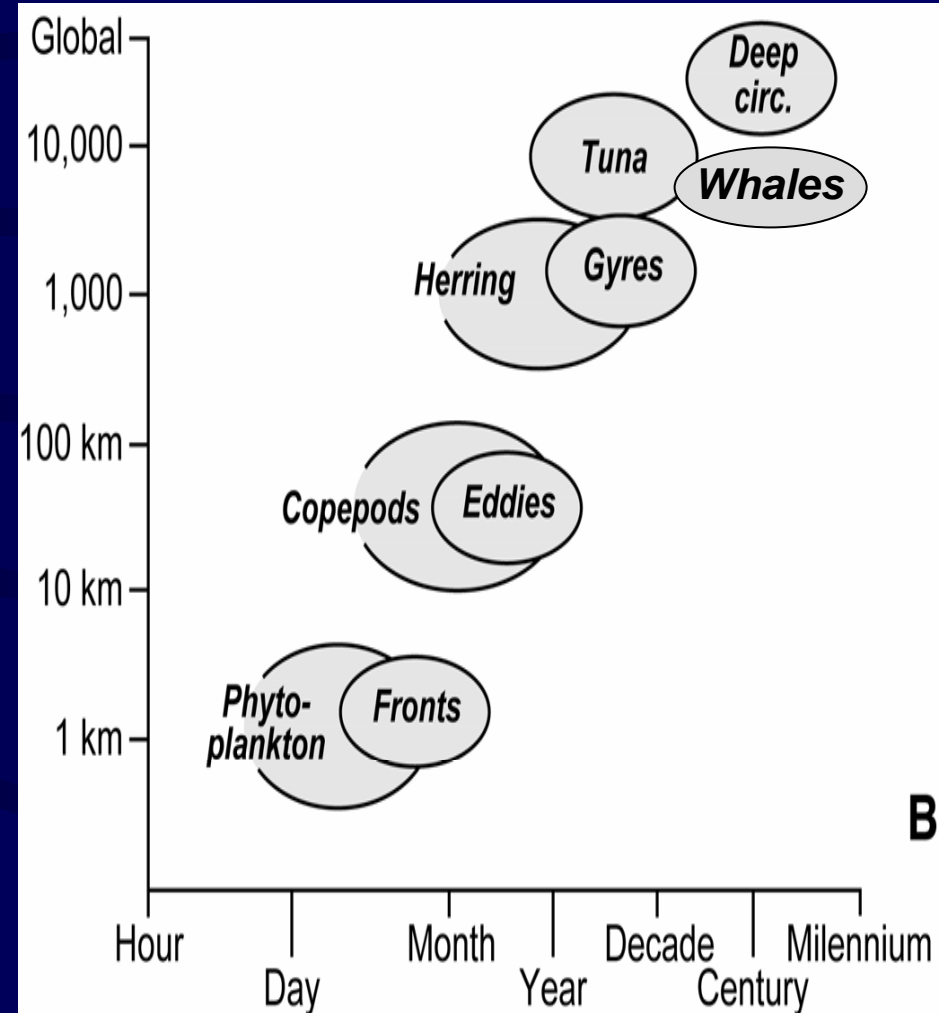 Global
Deep
circ.
10,000
Tuna
Whales
Gyres
Herring
1,000
100 km
Eddies
Copepods
10 km
Phyto-
plankton
Fronts
1 km
B
Hour
Month
Decade
Milennium
Day
Year
Century